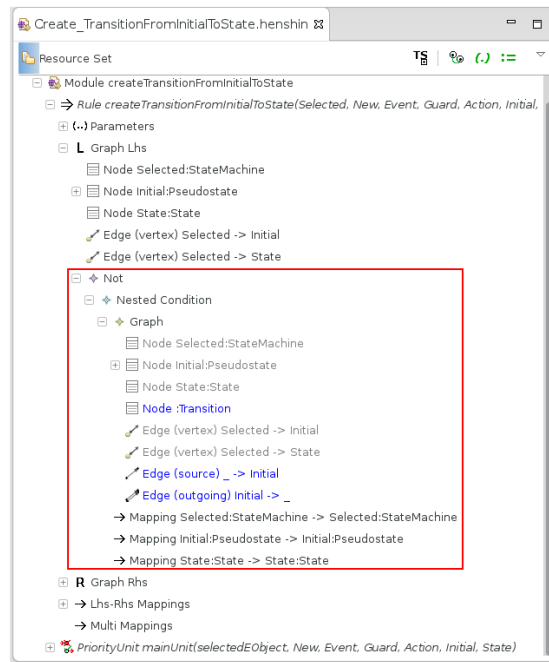 Create_TransitionFromInitialToState.henshin
Resource Set
TS (.) :=
Module createTransitionFromInitialToState
Rule createTransitionFromInitialToState(Selected, New, Event, Guard, Action, Initial,
(..) Parameters
L Graph Lhs
Node Selected:StateMachine
Node Initial:Pseudostate
Node State:State
Edge (vertex) Selected -> Initial
Edge (vertex) Selected -> State
Not
Nested Condition
Graph
Node Selected:StateMachine
Node Initial:Pseudostate
Node State:State
Node :Transition
Edge (vertex) Selected -> Initial
Edge (vertex) Selected -> State
Edge (source) _ -> Initial
Edge (outgoing) Initial -> _
Mapping Selected:StateMachine -> Selected:StateMachine
Mapping Initial:Pseudostate -> Initial:Pseudostate
Mapping State:State -> State:State
R Graph Rhs
Lhs-Rhs Mappings
Multi Mappings
PriorityUnit mainUnit(selectedEObject, New, Event, Guard, Action, Initial, State)